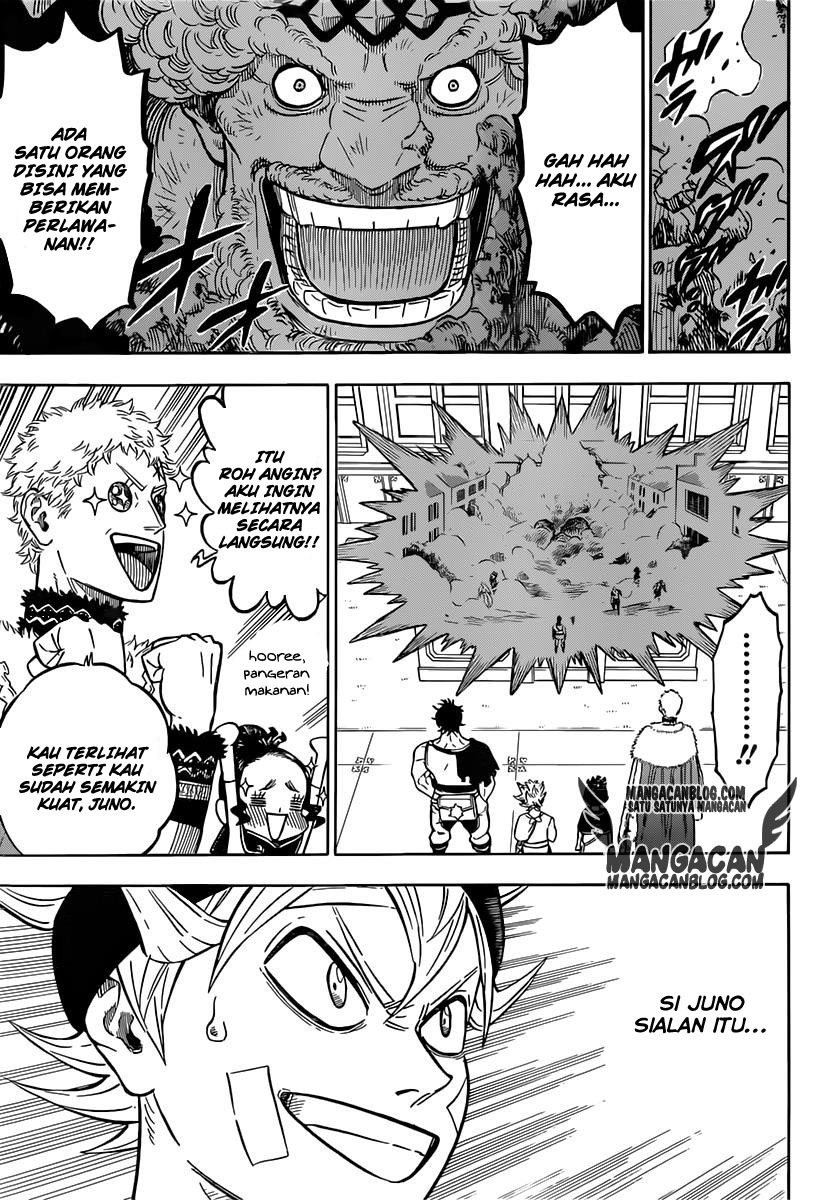 GAH HAH
HAH... AKU
RASA...
ADA
SATU ORANG
DISINI YANG
BISA MEM-
BERIKAN
PERLAWA-
NAN!!
.........!!
ITU
ROH ANGIN?
AKU INGIN
MELIHATNYA
SECARA
LANGSUNG!!
hooree,
pangeran
makanan!
KAU TERLIHAT
SEPERTI KAU
SUDAH SEMAKIN
KUAT, JUNO.
MANGACANBLOG.COM
SATU SATUNYA MANGACAN
MANGACAN
MANGACANBLOG.COM
SI JUNO
SIALAN ITU...